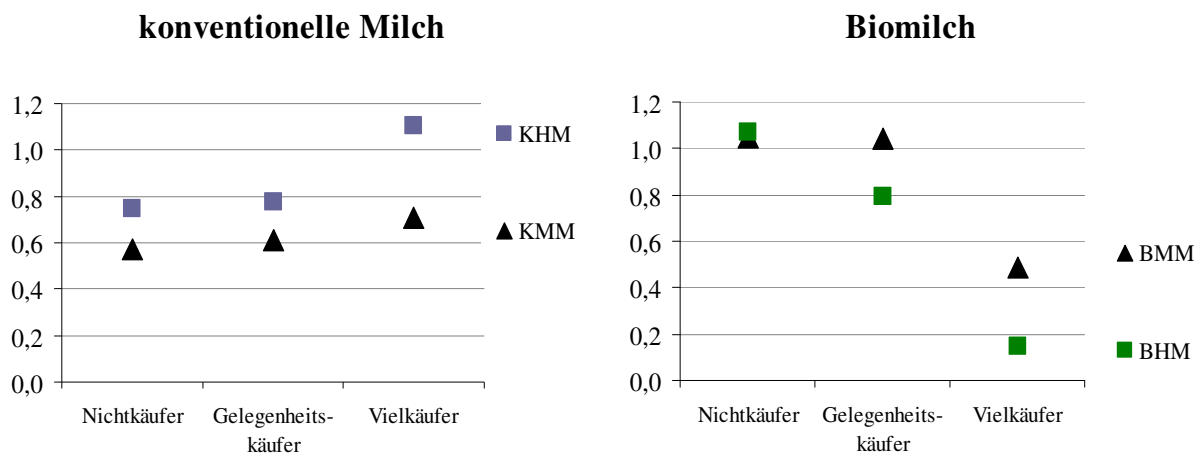 konventionelle Milch
1,2
1,0
0,8
0,6
0,4
0,2
0,0
Nichtkäufer
Gelegenheits-
käufer
Vielkäufer
KHM
KMM
Biomilch
1,2
1,0
0,8
0,6
0,4
0,2
0,0
Nichtkäufer
Gelegenheits-
käufer
Vielkäufer
BMM
BHM